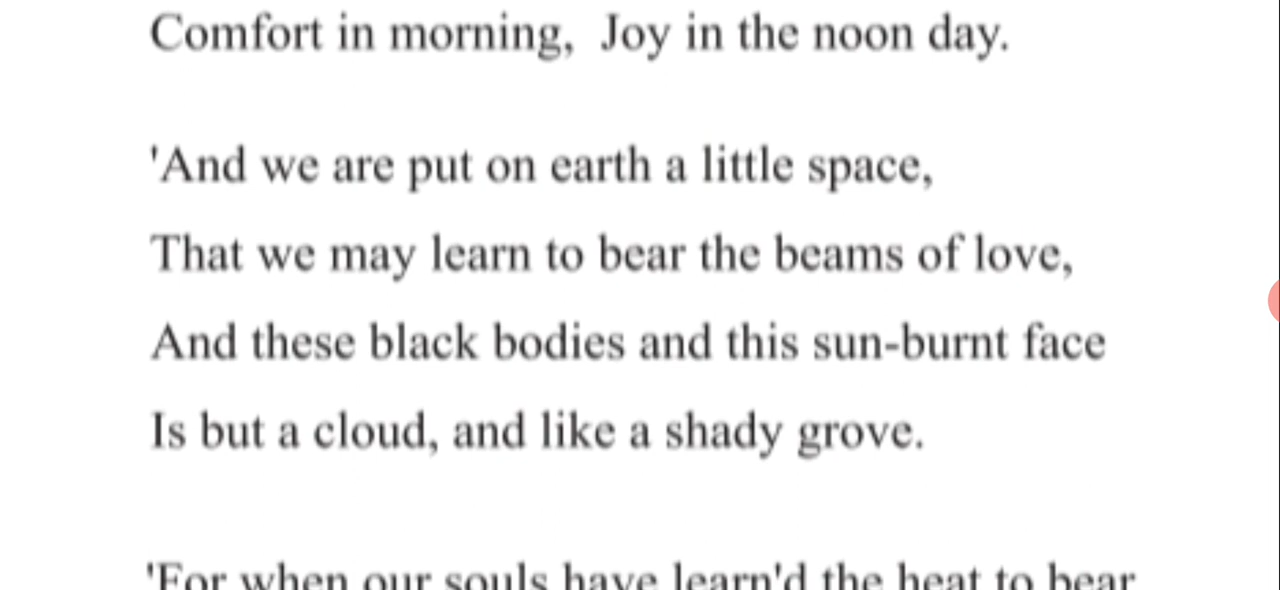 Comfort in morning, Joy in the noon day.
'And we are put on earth a little space,
That we may learn to bear the beams of love,
And these black bodies and this sun-burnt face
Is but a cloud, and like a shady grove.
'For when our souls have learn'd the heat to bear